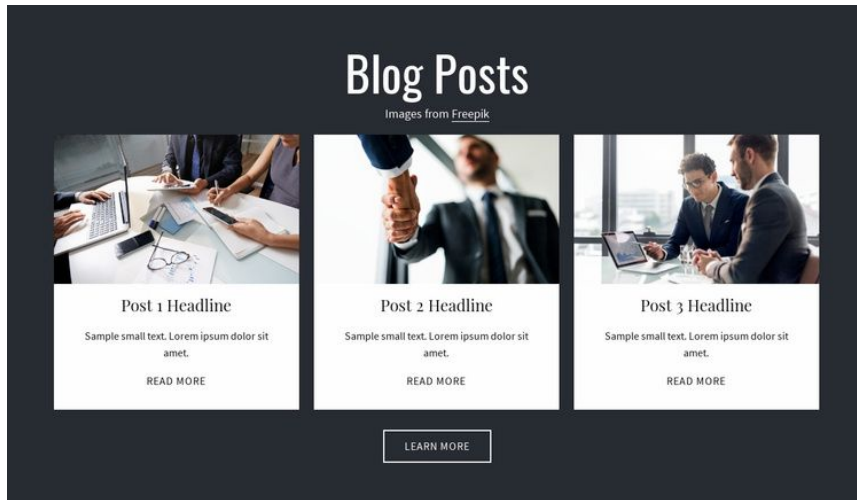 Blog Posts
Images from Freepik
Post 1 Headline
Sample small text. Lorem ipsum dolor sit
amet.
READ MORE
Post 2 Headline
Sample small text. Lorem ipsum dolor sit
amet.
READ MORE
Post 3 Headline
Sample small text. Lorem ipsum dolor sit
amet.
READ MORE
LEARN MORE